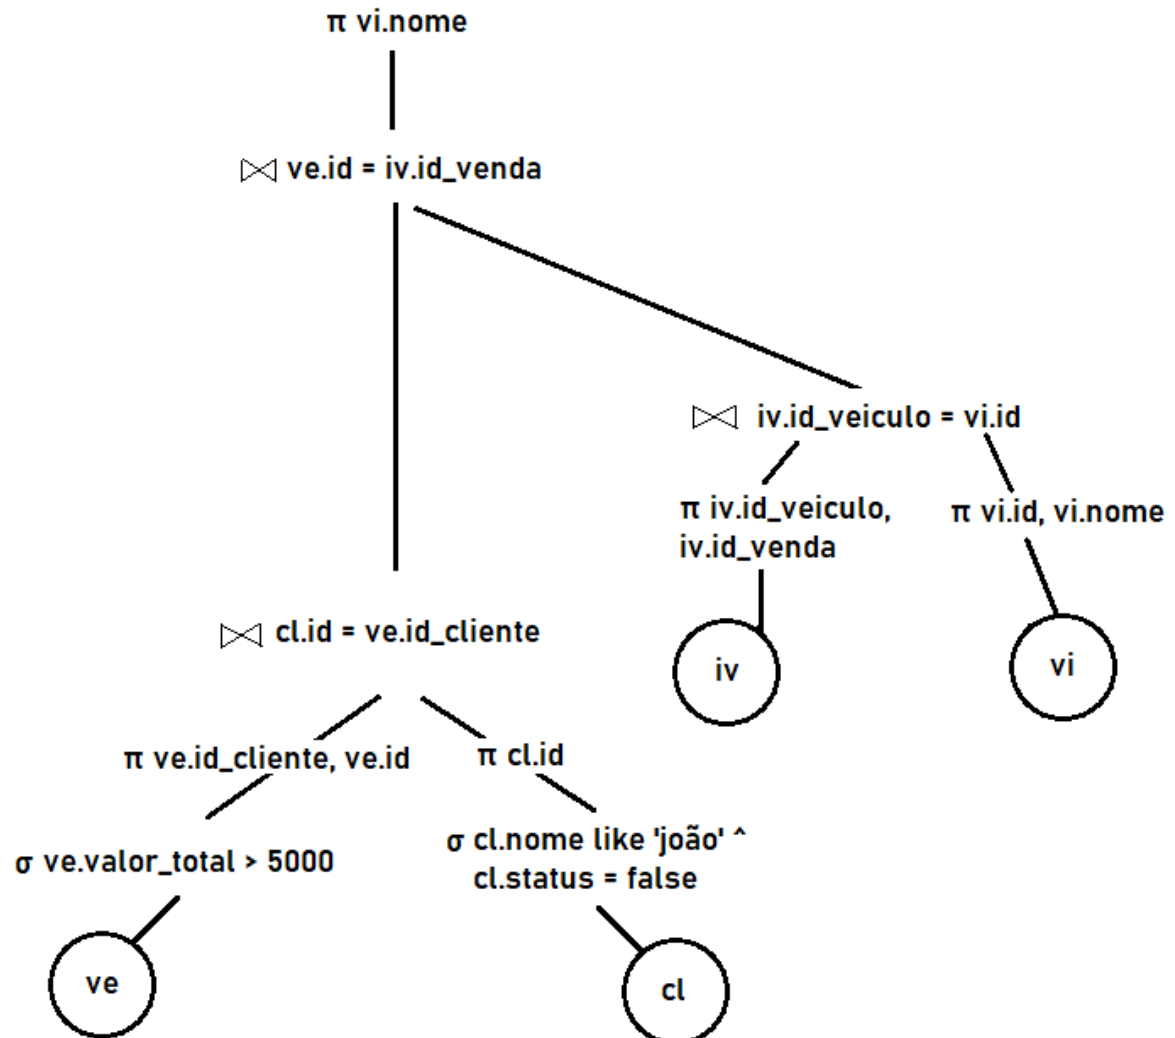 π vi.nome
⋈ ve.id = iv.id_venda
⋈ iv.id_veiculo = vi.id
π iv.id_veiculo,
iv.id_venda
π vi.id, vi.nome
iv
vi
⋈ cl.id = ve.id_cliente
π ve.id_cliente, ve.id
π cl.id
σ ve.valor_total > 5000
σ cl.nome like 'joão' ^
cl.status = false
ve
cl